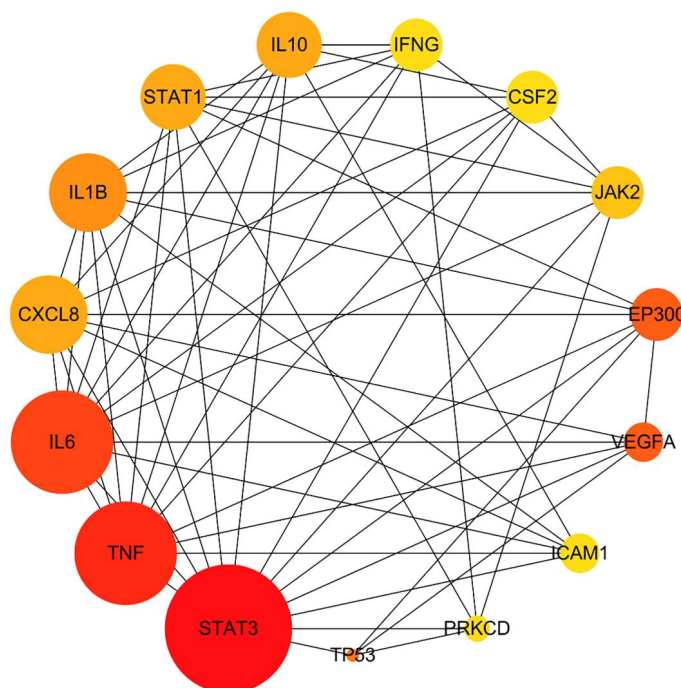 IL10
IFNG
STAT1
CSF2
IL1B
JAK2
CXCL8
EP300
IL6
VEGFA
TNF
ICAM1
STAT3
PRKCD
TP53